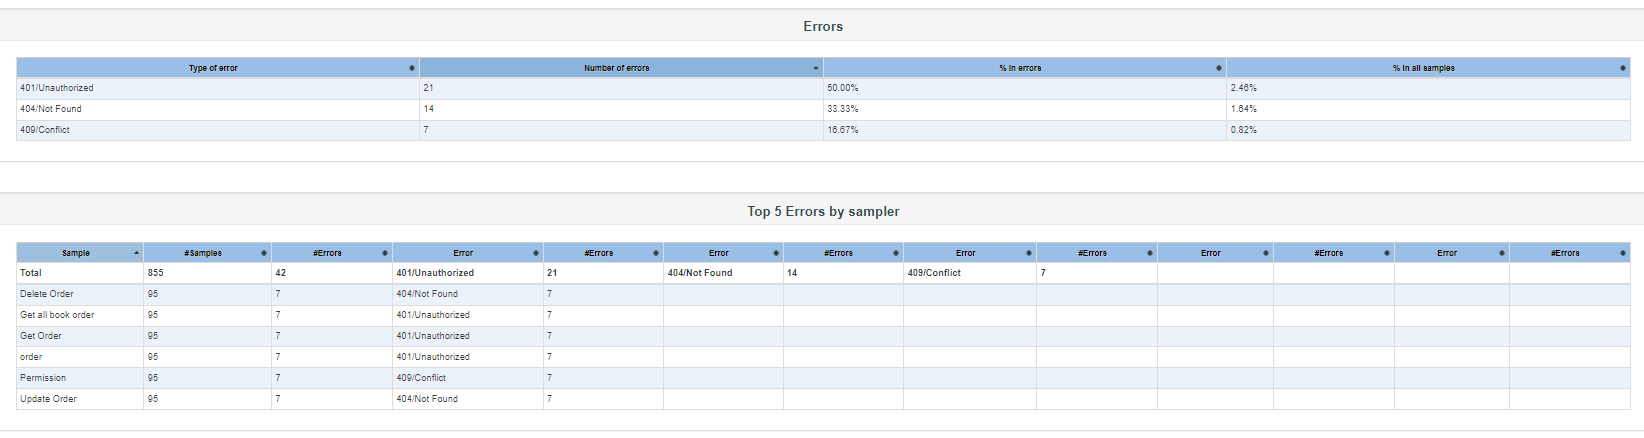 Errors
Type of error Number of errors % in errors % in all samples
401/Unauthorized 21 50.00% 2.46%
404/Not Found 14 33.33% 1.64%
409/Conflict 7 16.67% 0.82%
Top 5 Errors by sampler
Sample #Samples #Errors Error #Errors Error #Errors Error #Errors Error #Errors Error #Errors
Total 855 42 401/Unauthorized 21 404/Not Found 14 409/Conflict 7
Delete Order 95 7 404/Not Found 7
Get all book order 95 7 401/Unauthorized 7
Get Order 95 7 401/Unauthorized 7
order 95 7 401/Unauthorized 7
Permission 95 7 409/Conflict 7
Update Order 95 7 404/Not Found 7